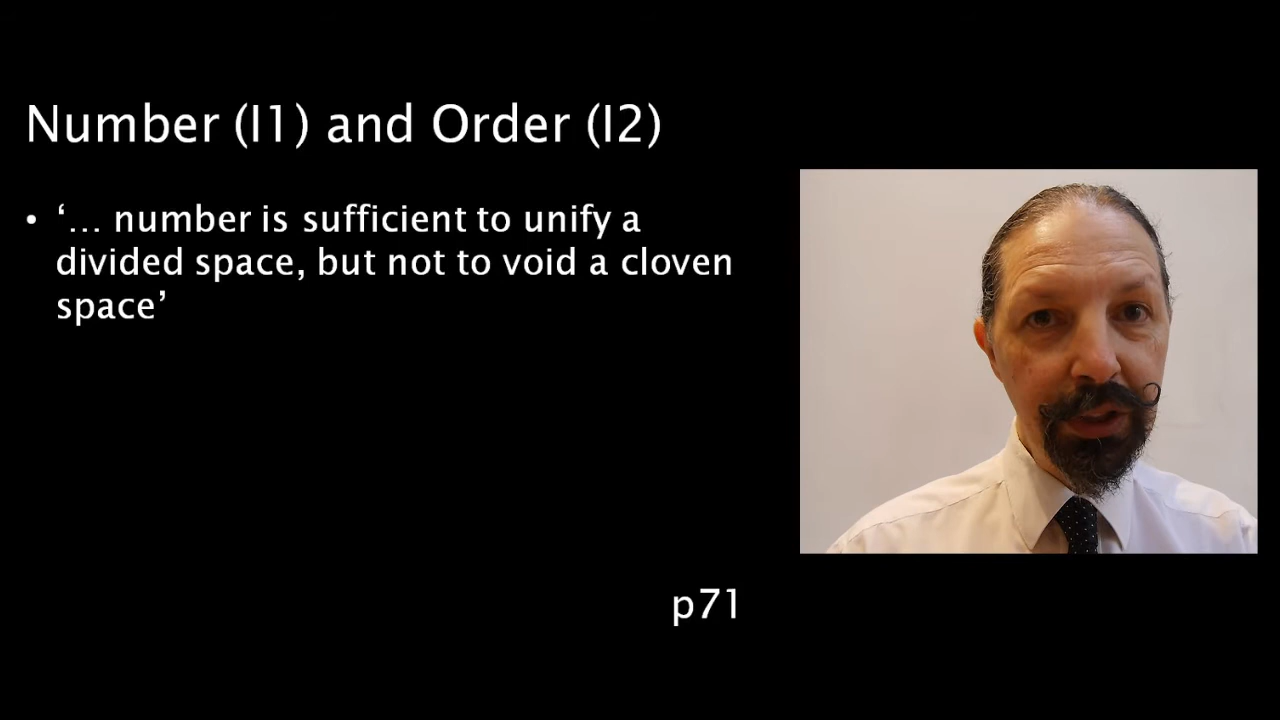 Number (I1) and Order (I2)
• ‘… number is sufficient to unify a
divided space, but not to void a cloven
space’
p71